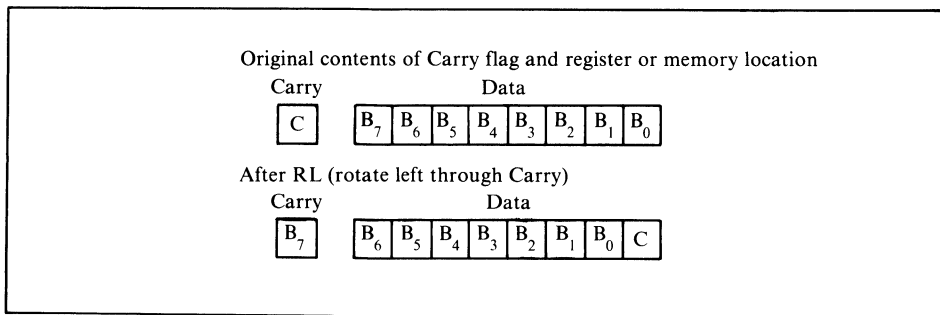 Original contents of Carry flag and register or memory location
Carry Data
C B₇ B₆ B₅ B₄ B₃ B₂ B₁ B₀
After RL (rotate left through Carry)
Carry Data
B₇ B₆ B₅ B₄ B₃ B₂ B₁ B₀ C